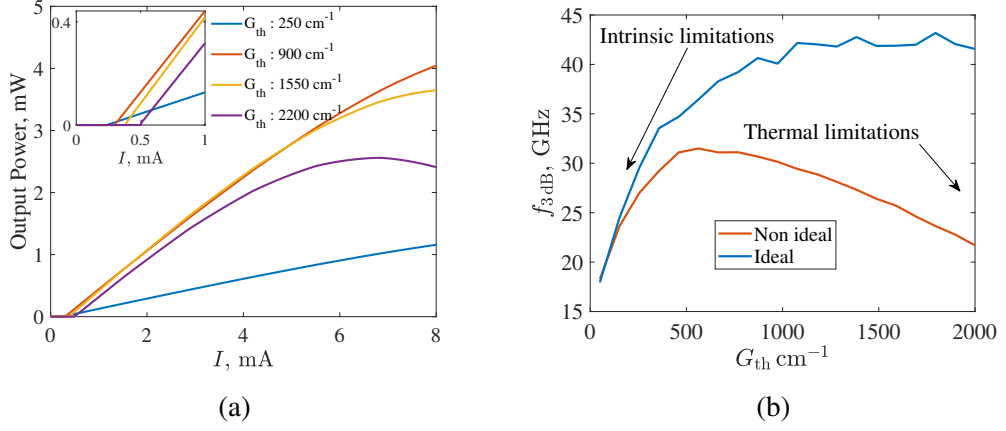 5
4
3
2
1
0
0
2
4
6
8
Output Power, mW
I, mA
0.4
0
0
0.5
1
I, mA
G_th : 250 cm^-1
G_th : 900 cm^-1
G_th : 1550 cm^-1
G_th : 2200 cm^-1
(a)
45
40
35
30
25
20
15
0
500
1000
1500
2000
f_3 dB, GHz
G_th cm^-1
Intrinsic limitations
Thermal limitations
Non ideal
Ideal
(b)